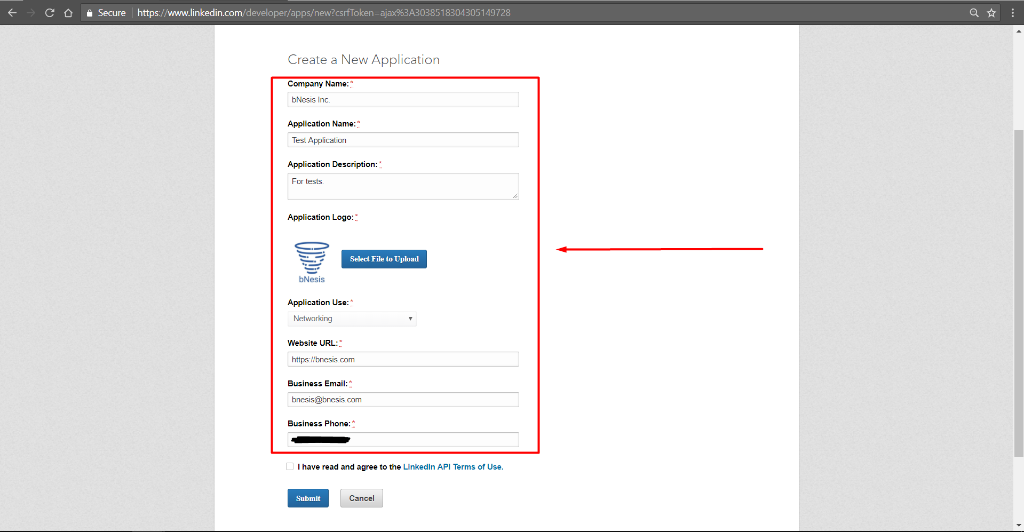 Secure
https://www.linkedin.com/developer/apps/new?csrfToken=ajax%3A3038518304305149728
Create a New Application
Company Name:*
bNesis Inc.
Application Name:*
Test Application
Application Description:*
For tests.
Application Logo:*
Select File to Upload
bNesis
Application Use:*
Networking
Website URL:*
https://bnesis.com
Business Email:*
bnesis@bnesis.com
Business Phone:*
I have read and agree to the LinkedIn API Terms of Use.
Submit
Cancel